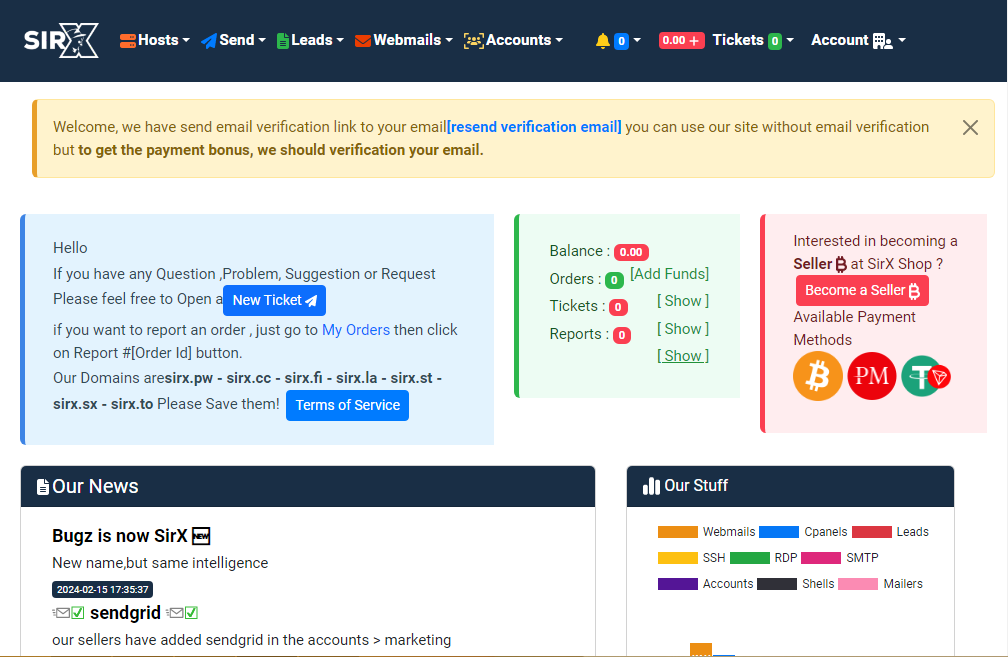 SIRX
Hosts Send Leads Webmails Accounts 0 0.00 + Tickets 0 Account
Welcome, we have send email verification link to your email[resend verification email] you can use our site without email verification
but to get the payment bonus, we should verification your email.
Hello
If you have any Question ,Problem, Suggestion or Request
Please feel free to Open a New Ticket
if you want to report an order , just go to My Orders then click
on Report #[Order Id] button.
Our Domains aresirx.pw - sirx.cc - sirx.fi - sirx.la - sirx.st -
sirx.sx - sirx.to Please Save them! Terms of Service
Balance : 0.00
[Add Funds]
Orders : 0
[ Show ]
Tickets : 0
[ Show ]
Reports : 0
[ Show ]
Interested in becoming a
Seller at SirX Shop ?
Become a Seller
Available Payment
Methods
PM
Our News
Bugz is now SirX NEW
New name,but same intelligence
2024-02-15 17:35:37
sendgrid
our sellers have added sendgrid in the accounts > marketing
Our Stuff
Webmails Cpanels Leads
SSH RDP SMTP
Accounts Shells Mailers